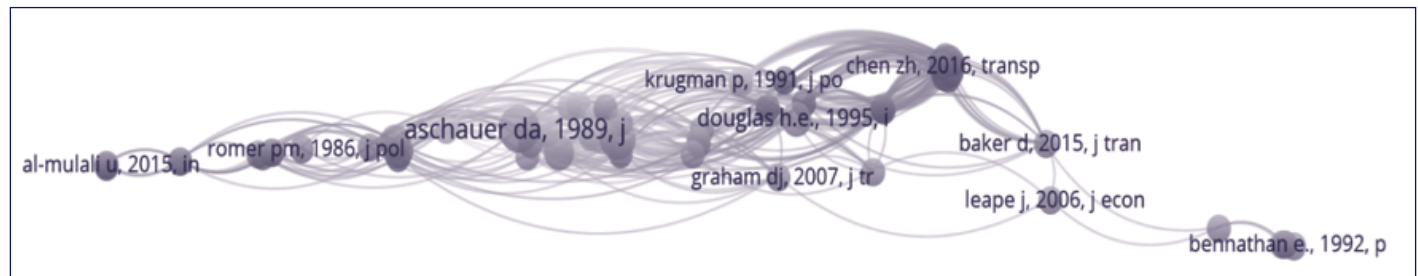 krugman p, 1991, j po
chen zh, 2016, transp
aschauer da, 1989, j
douglas h.e., 1995, i
romer pm, 1986, j pol
baker d, 2015, j tran
al-mulali u, 2015, in
graham dj, 2007, j tr
leape j, 2006, j econ
bennathan e., 1992, p